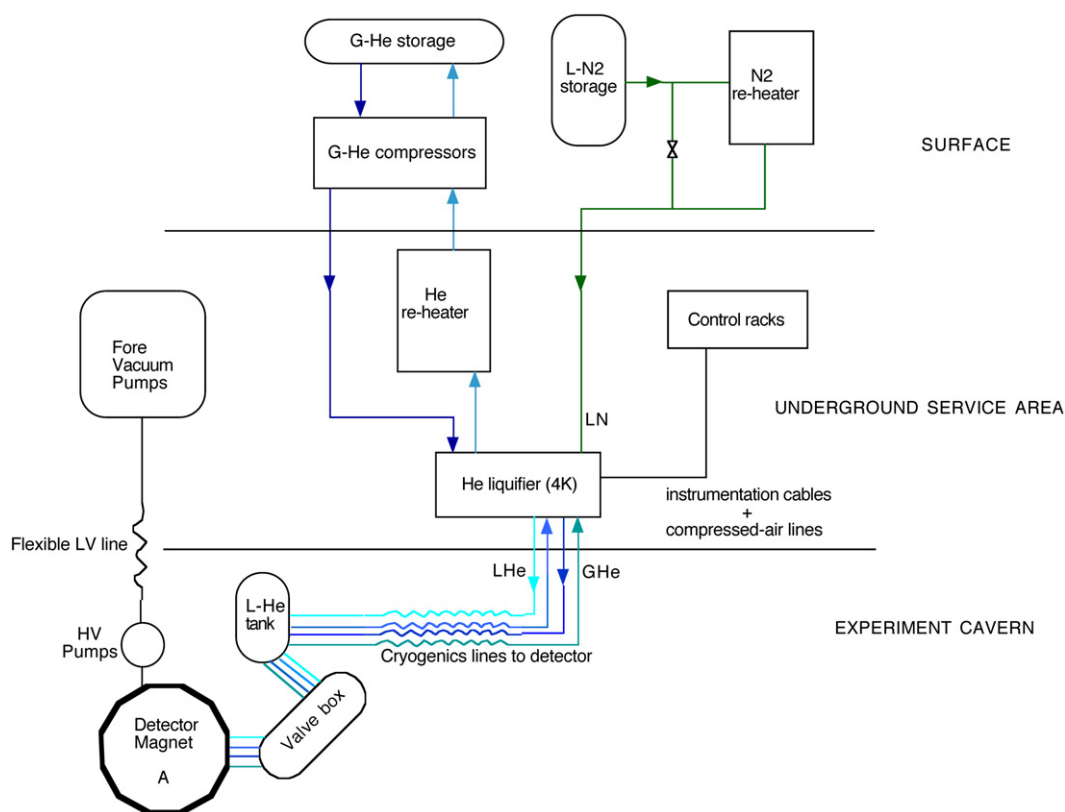 G-He storage
L-N2
storage
N2
re-heater
G-He compressors
SURFACE
He
re-heater
Control racks
Fore
Vacuum
Pumps
UNDERGROUND SERVICE AREA
LN
He liquifier (4K)
instrumentation cables
+
compressed-air lines
Flexible LV line
LHe
GHe
L-He
tank
HV
Pumps
EXPERIMENT CAVERN
Cryogenics lines to detector
Valve box
Detector
Magnet
A